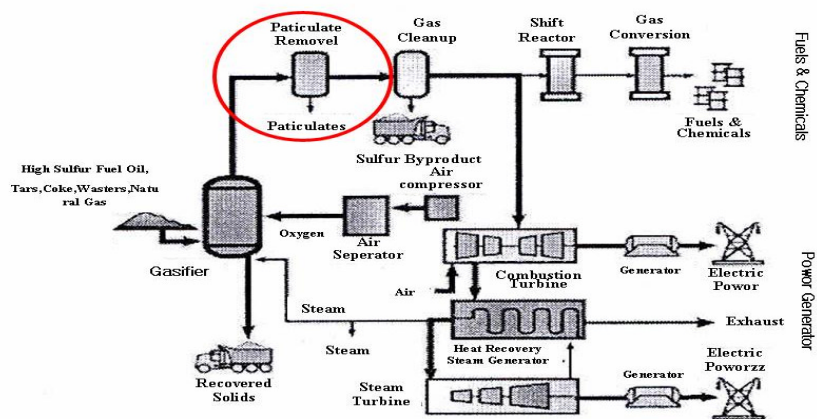 Paticulate
Removel
Gas
Cleanup
Shift
Reactor
Gas
Conversion
Fuels & Chemicals
Paticulates
Fuels &
Chemicals
Sulfur Byproduct
Air
compressor
High Sulfur Fuel Oil,
Tars,Coke,Wasters,Natu
ral Gas
Oxygen
Air
Seperator
Gasifier
Combustion
Turbine
Generator
Electric
Powor
Air
Steam
Steam
Heat Recovery
Steam Generator
Exhaust
Powor Generator
Recovered
Solids
Steam
Turbine
Generator
Electric
Poworzz